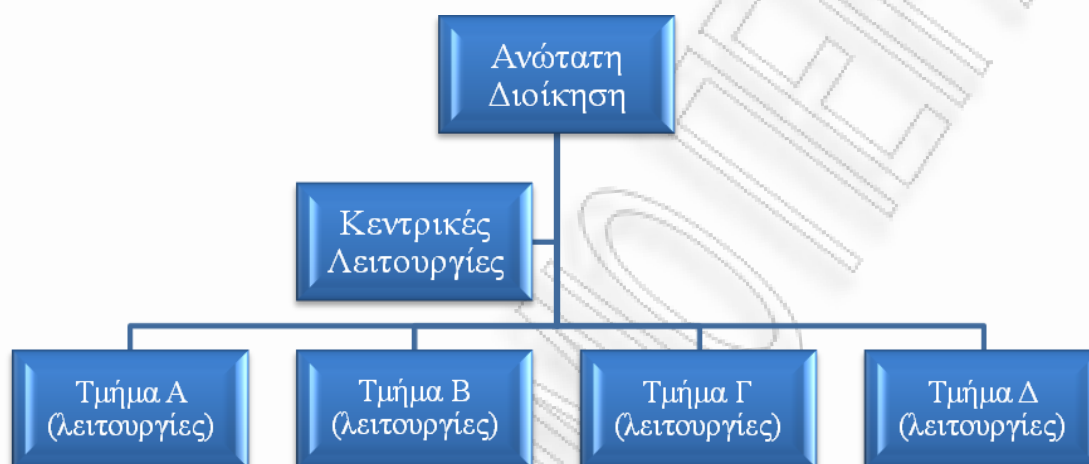 Ανώτατη
Διοίκηση
Κεντρικές
Λειτουργίες
Τμήμα Α
(λειτουργίες)
Τμήμα Β
(λειτουργίες)
Τμήμα Γ
(λειτουργίες)
Τμήμα Δ
(λειτουργίες)